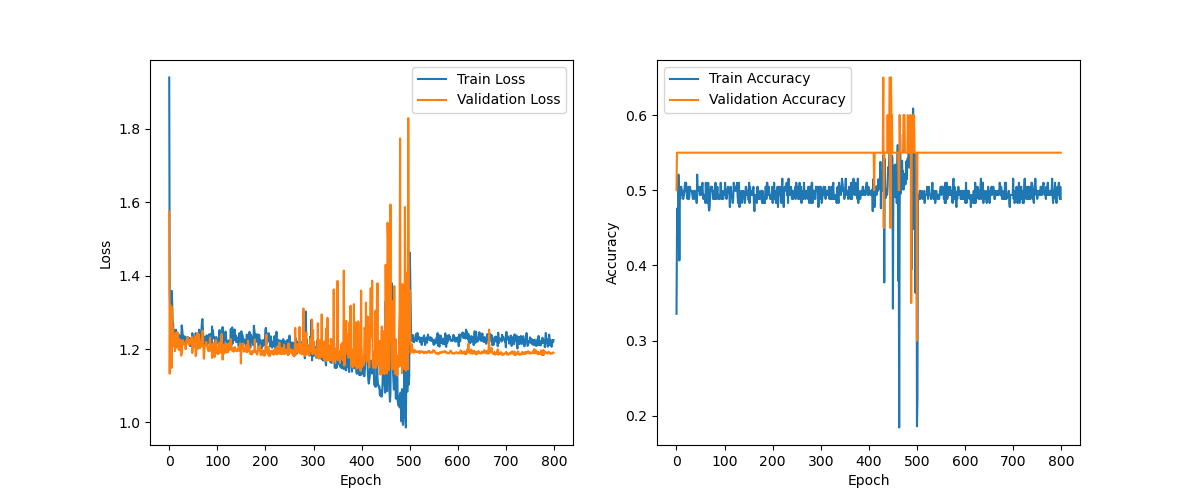 Train Loss
Validation Loss
1.8
1.6
1.4
1.2
1.0
Loss
0 100 200 300 400 500 600 700 800
Epoch
Train Accuracy
Validation Accuracy
0.6
0.5
0.4
0.3
0.2
Accuracy
0 100 200 300 400 500 600 700 800
Epoch